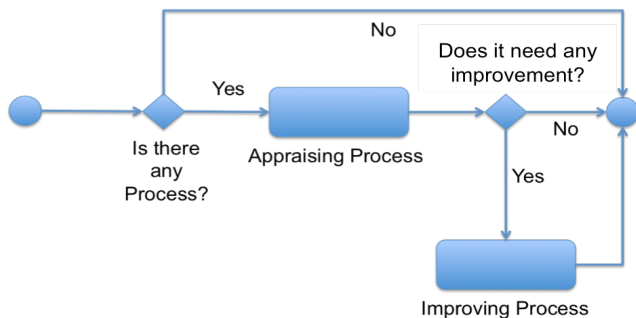 No
Does it need any
improvement?
Yes
No
Is there
any
Process?
Appraising Process
Yes
Improving Process